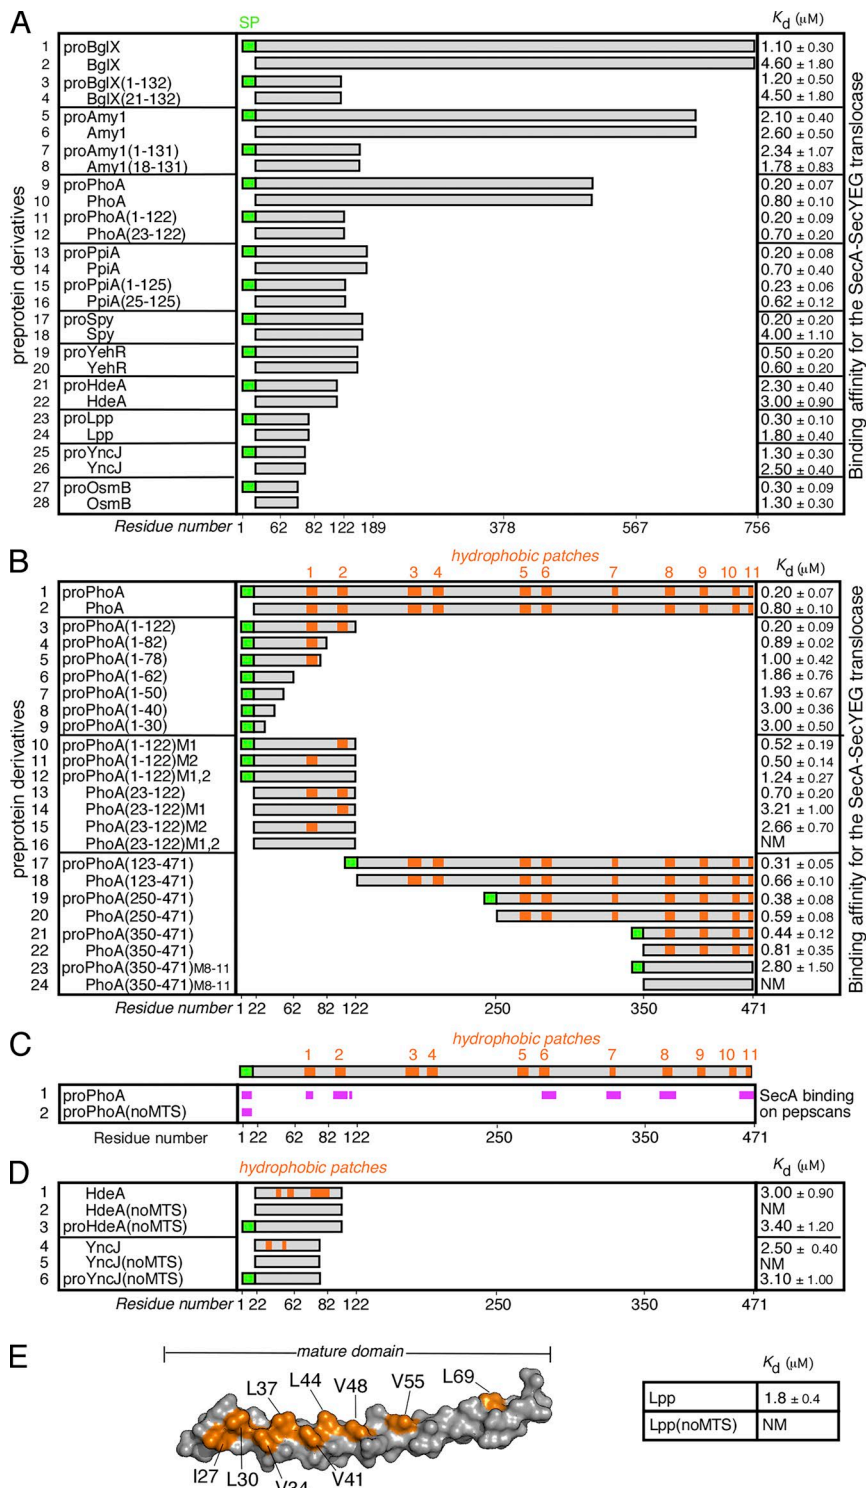 A
SP
Kd (μM)
1 proBglX 1.10 ± 0.30
2 BglX 4.60 ± 1.80
3 proBglX(1-132) 1.20 ± 0.50
4 BglX(21-132) 4.50 ± 1.80
5 proAmy1 2.10 ± 0.40
6 Amy1 2.60 ± 0.50
7 proAmy1(1-131) 2.34 ± 1.07
8 Amy1(18-131) 1.78 ± 0.83
9 proPhoA 0.20 ± 0.07
10 PhoA 0.80 ± 0.10
11 proPhoA(1-122) 0.20 ± 0.09
12 PhoA(23-122) 0.70 ± 0.20
13 proPpiA 0.20 ± 0.08
14 PpiA 0.70 ± 0.40
15 proPpiA(1-125) 0.23 ± 0.06
16 PpiA(25-125) 0.62 ± 0.12
17 proSpy 0.20 ± 0.20
18 Spy 4.00 ± 1.10
19 proYehR 0.50 ± 0.20
20 YehR 0.60 ± 0.20
21 proHdeA 2.30 ± 0.40
22 HdeA 3.00 ± 0.90
23 proLpp 0.30 ± 0.10
24 Lpp 1.80 ± 0.40
25 proYncJ 1.30 ± 0.30
26 YncJ 2.50 ± 0.40
27 proOsmB 0.30 ± 0.09
28 OsmB 1.30 ± 0.30
preprotein derivatives
Binding affinity for the SecA-SecYEG translocase
Residue number 1 62 82 122 189 378 567 756
B
hydrophobic patches
Kd (μM)
1 2 3 4 5 6 7 8 9 10 11
1 proPhoA 0.20 ± 0.07
2 PhoA 0.80 ± 0.10
3 proPhoA(1-122) 0.20 ± 0.09
4 proPhoA(1-82) 0.89 ± 0.02
5 proPhoA(1-78) 1.00 ± 0.42
6 proPhoA(1-62) 1.86 ± 0.76
7 proPhoA(1-50) 1.93 ± 0.67
8 proPhoA(1-40) 3.00 ± 0.36
9 proPhoA(1-30) 3.00 ± 0.50
10 proPhoA(1-122)M1 0.52 ± 0.19
11 proPhoA(1-122)M2 0.50 ± 0.14
12 proPhoA(1-122)M1,2 1.24 ± 0.27
13 PhoA(23-122) 0.70 ± 0.20
14 PhoA(23-122)M1 3.21 ± 1.00
15 PhoA(23-122)M2 2.66 ± 0.70
16 PhoA(23-122)M1,2 NM
17 proPhoA(123-471) 0.31 ± 0.05
18 PhoA(123-471) 0.66 ± 0.10
19 proPhoA(250-471) 0.38 ± 0.08
20 PhoA(250-471) 0.59 ± 0.08
21 proPhoA(350-471) 0.44 ± 0.12
22 PhoA(350-471) 0.81 ± 0.35
23 proPhoA(350-471)M8-11 2.80 ± 1.50
24 PhoA(350-471)M8-11 NM
preprotein derivatives
Binding affinity for the SecA-SecYEG translocase
Residue number 1 22 62 82 122 250 350 471
C
hydrophobic patches
1 2 3 4 5 6 7 8 9 10 11
1 proPhoA SecA binding
2 proPhoA(noMTS) on pepscans
Residue number 1 22 62 82 122 250 350 471
D
hydrophobic patches
Kd (μM)
1 HdeA 3.00 ± 0.90
2 HdeA(noMTS) NM
3 proHdeA(noMTS) 3.40 ± 1.20
4 YncJ 2.50 ± 0.40
5 YncJ(noMTS) NM
6 proYncJ(noMTS) 3.10 ± 1.00
Residue number 1 22 62 82 122 250 350 471
E
mature domain
Kd (μM)
L37 L44 V48 V55 L69
Lpp 1.8 ± 0.4
Lpp(noMTS) NM
I27 L30 V34 V41